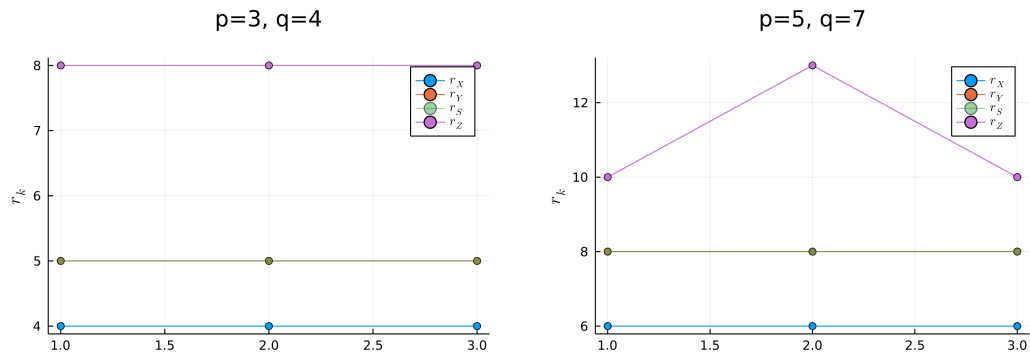 p=3, q=4
8
7
6
5
4
r_k
1.0 1.5 2.0 2.5 3.0
r_X
r_Y
r_S
r_Z
p=5, q=7
12
10
8
6
r_k
1.0 1.5 2.0 2.5 3.0
r_X
r_Y
r_S
r_Z